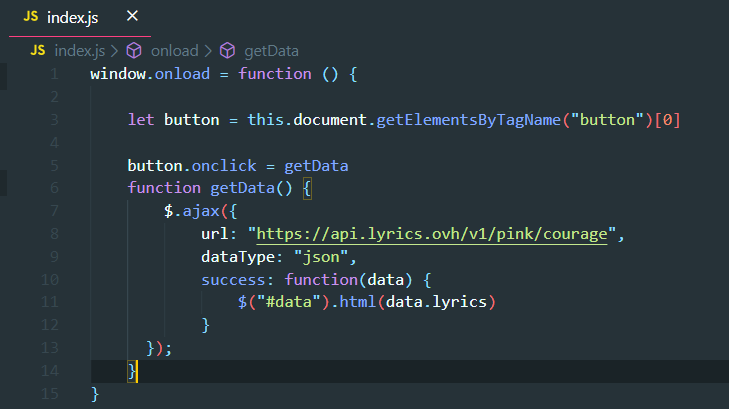 JS index.js ×
JS index.js > onload > getData
1 window.onload = function () {
2
3 let button = this.document.getElementsByTagName("button")[0]
4
5 button.onclick = getData
6 function getData() {
7 $.ajax({
8 url: "https://api.lyrics.ovh/v1/pink/courage",
9 dataType: "json",
10 success: function(data) {
11 $("#data").html(data.lyrics)
12 }
13 });
14 }
15 }